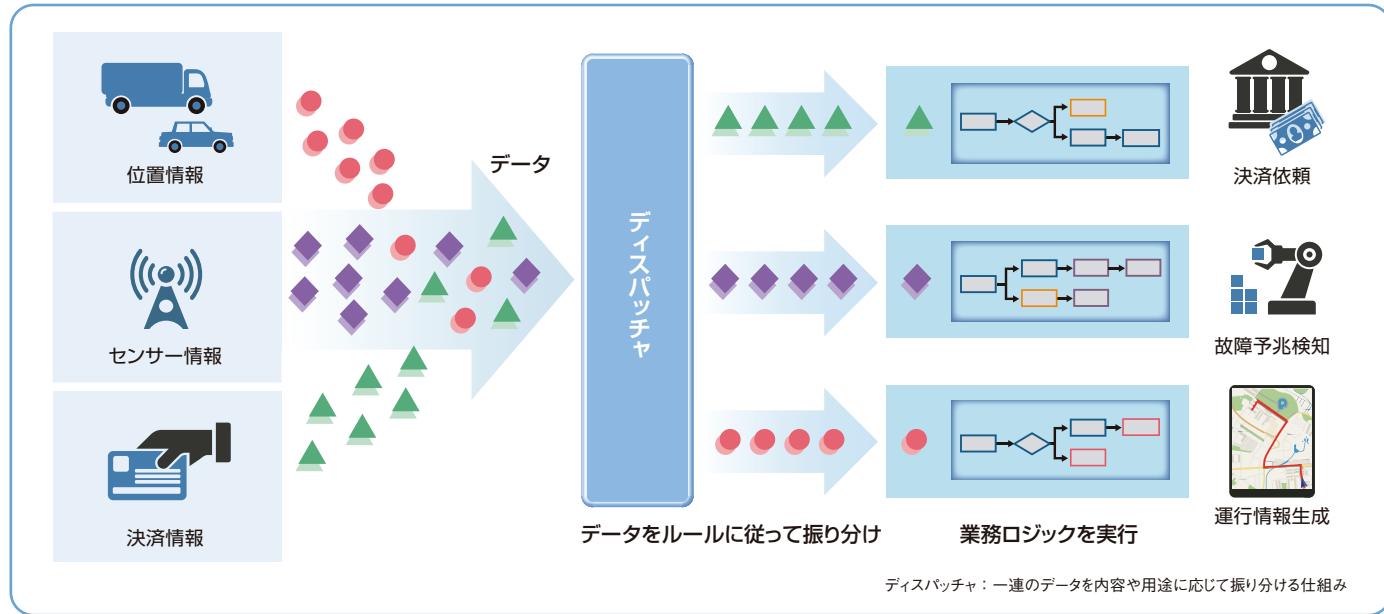 位置情報
センサー情報
決済情報
データ
ディスパッチャ
データをルールに従って振り分け
業務ロジックを実行
決済依頼
故障予兆検知
P
運行情報生成
ディスパッチャ：一連のデータを内容や用途に応じて振り分ける仕組み